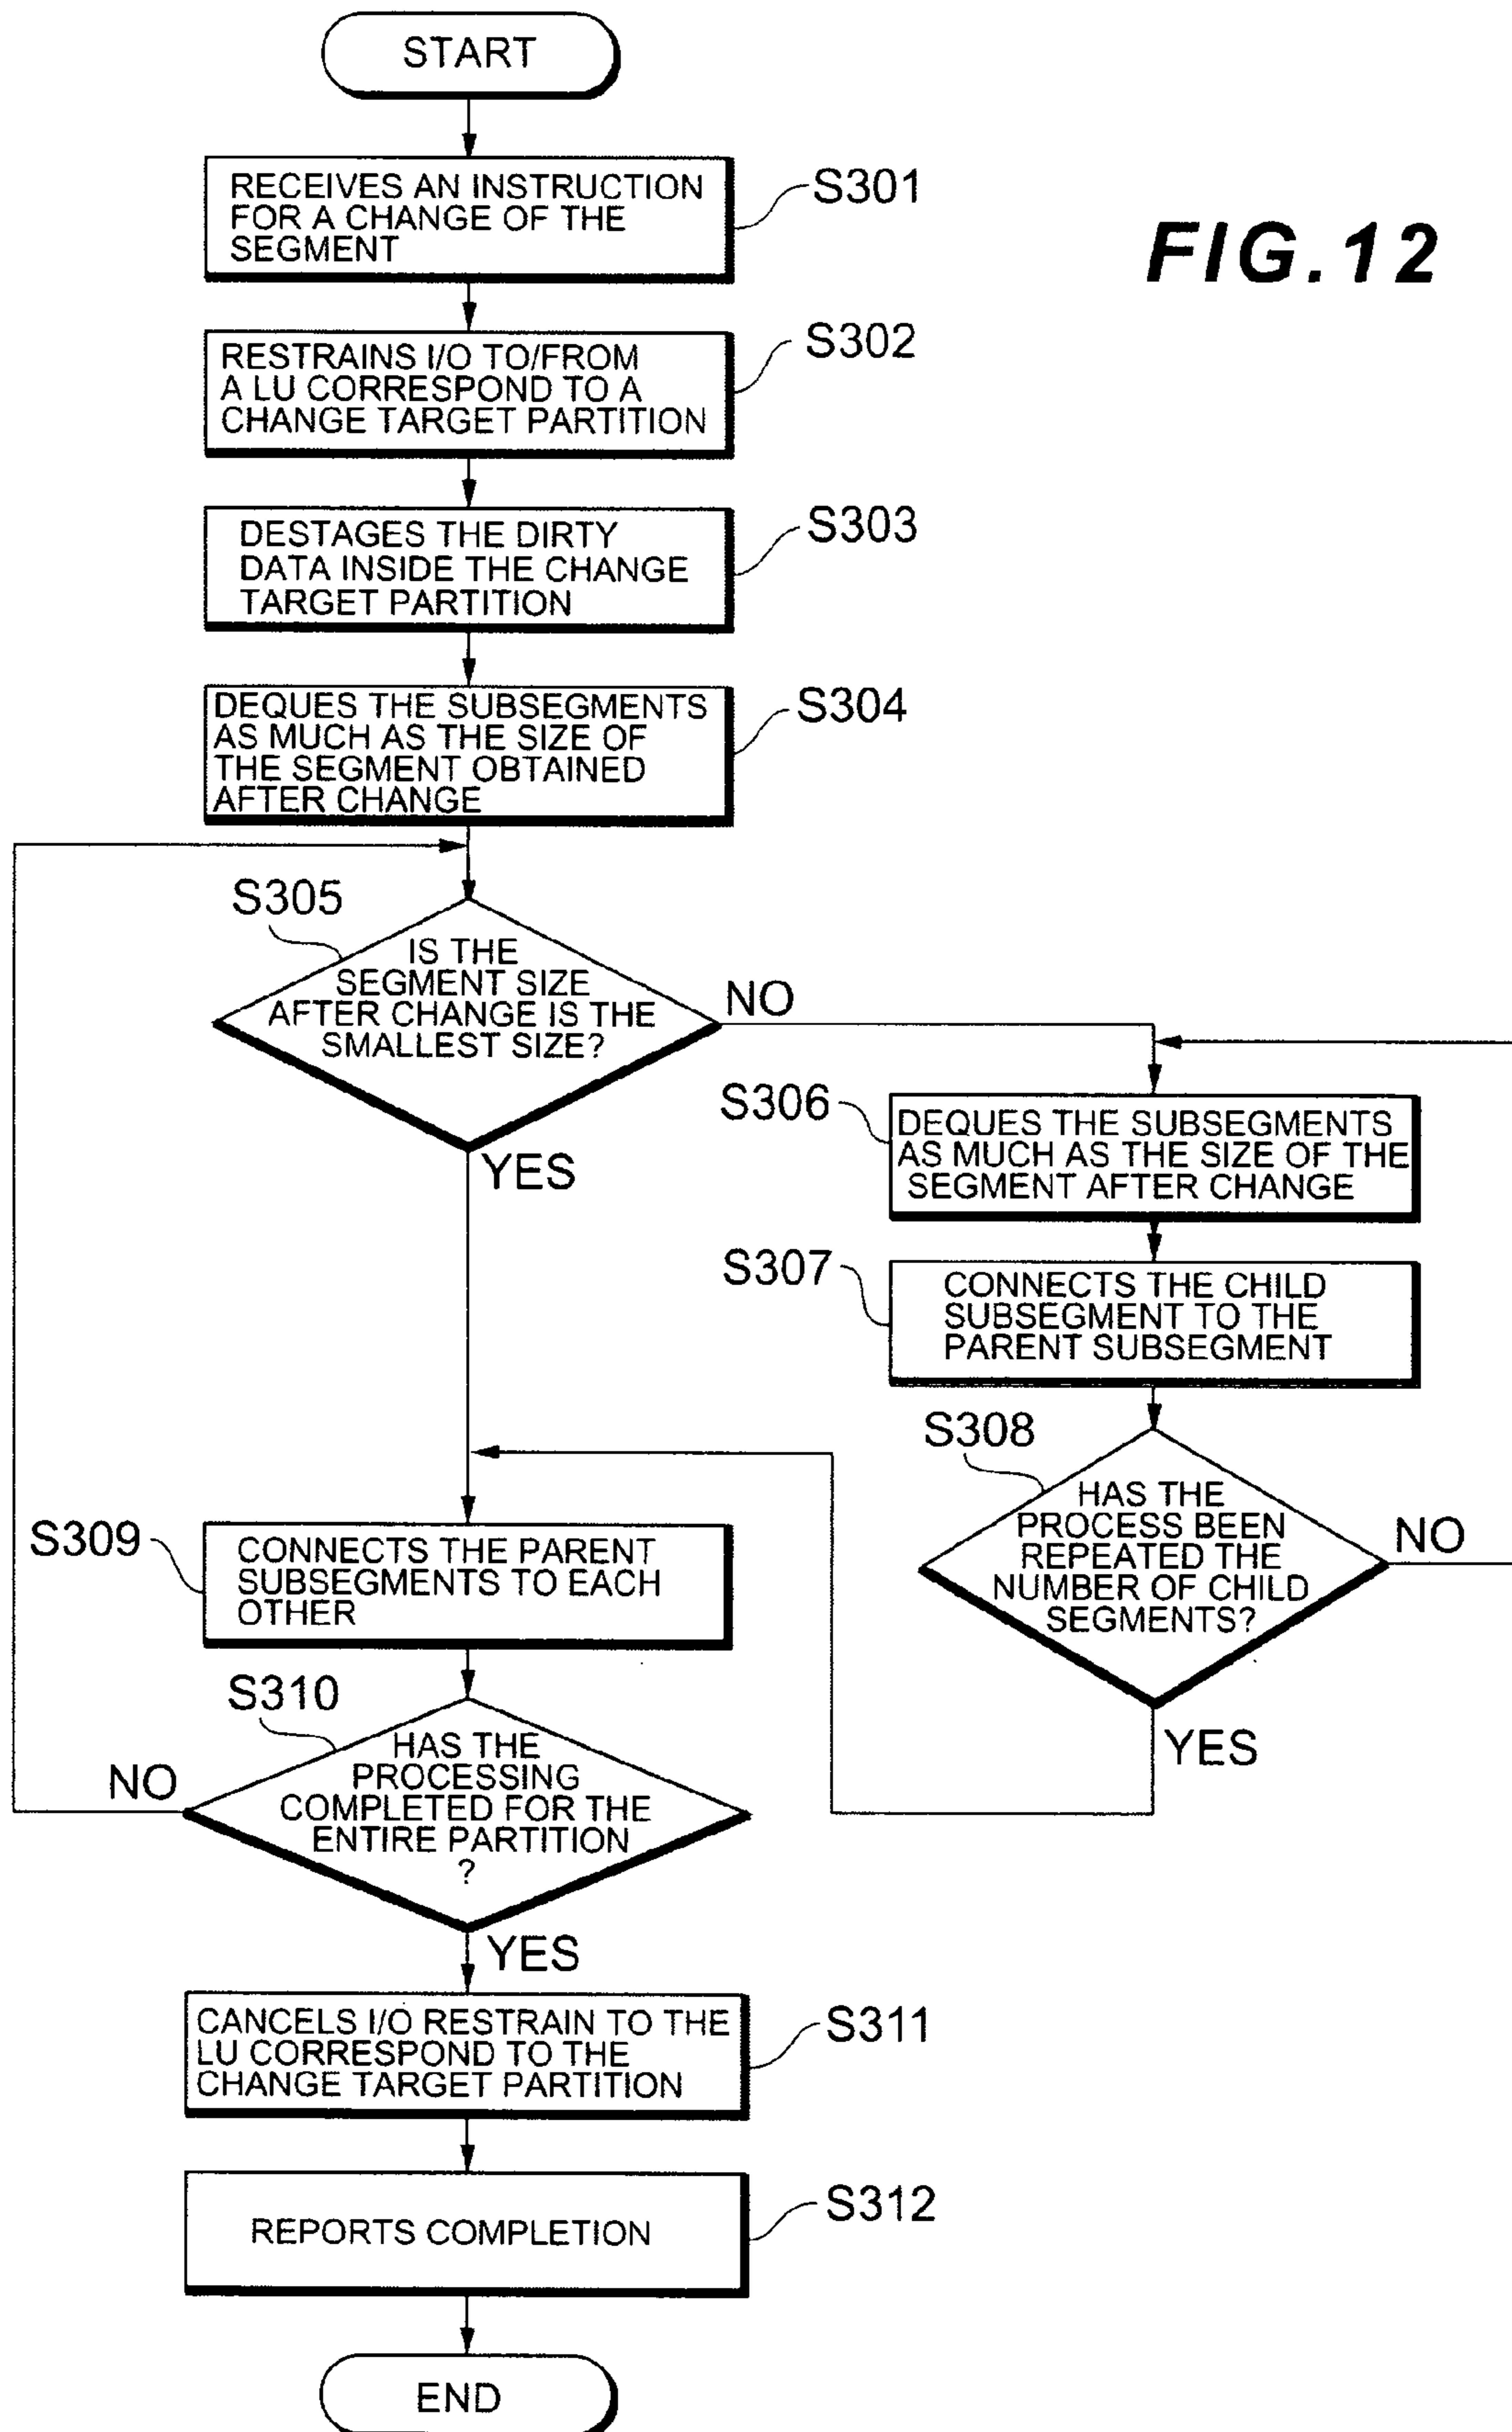 START
RECEIVES AN INSTRUCTION
FOR A CHANGE OF THE
SEGMENT
S301
FIG.12
RESTRAINS I/O TO/FROM
A LU CORRESPOND TO A
CHANGE TARGET PARTITION
S302
DESTAGES THE DIRTY
DATA INSIDE THE CHANGE
TARGET PARTITION
S303
DEQUES THE SUBSEGMENTS
AS MUCH AS THE SIZE OF
THE SEGMENT OBTAINED
AFTER CHANGE
S304
S305
IS THE
SEGMENT SIZE
AFTER CHANGE IS THE
SMALLEST SIZE?
NO
YES
S306
DEQUES THE SUBSEGMENTS
AS MUCH AS THE SIZE OF THE
SEGMENT AFTER CHANGE
S307
CONNECTS THE CHILD
SUBSEGMENT TO THE
PARENT SUBSEGMENT
S308
HAS THE
PROCESS BEEN
REPEATED THE
NUMBER OF CHILD
SEGMENTS?
NO
YES
S309
CONNECTS THE PARENT
SUBSEGMENTS TO EACH
OTHER
S310
HAS THE
PROCESSING
COMPLETED FOR THE
ENTIRE PARTITION
?
NO
YES
CANCELS I/O RESTRAIN TO THE
LU CORRESPOND TO THE
CHANGE TARGET PARTITION
S311
REPORTS COMPLETION
S312
END